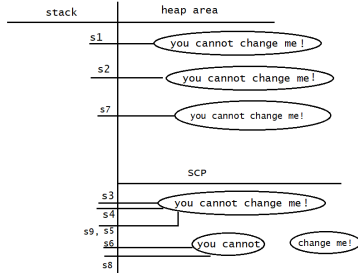 stack heap area
s1 you cannot change me!
s2 you cannot change me!
s7 you cannot change me!
SCP
s3 you cannot change me!
s4
s9, s5
s6 you cannot change me!
s8